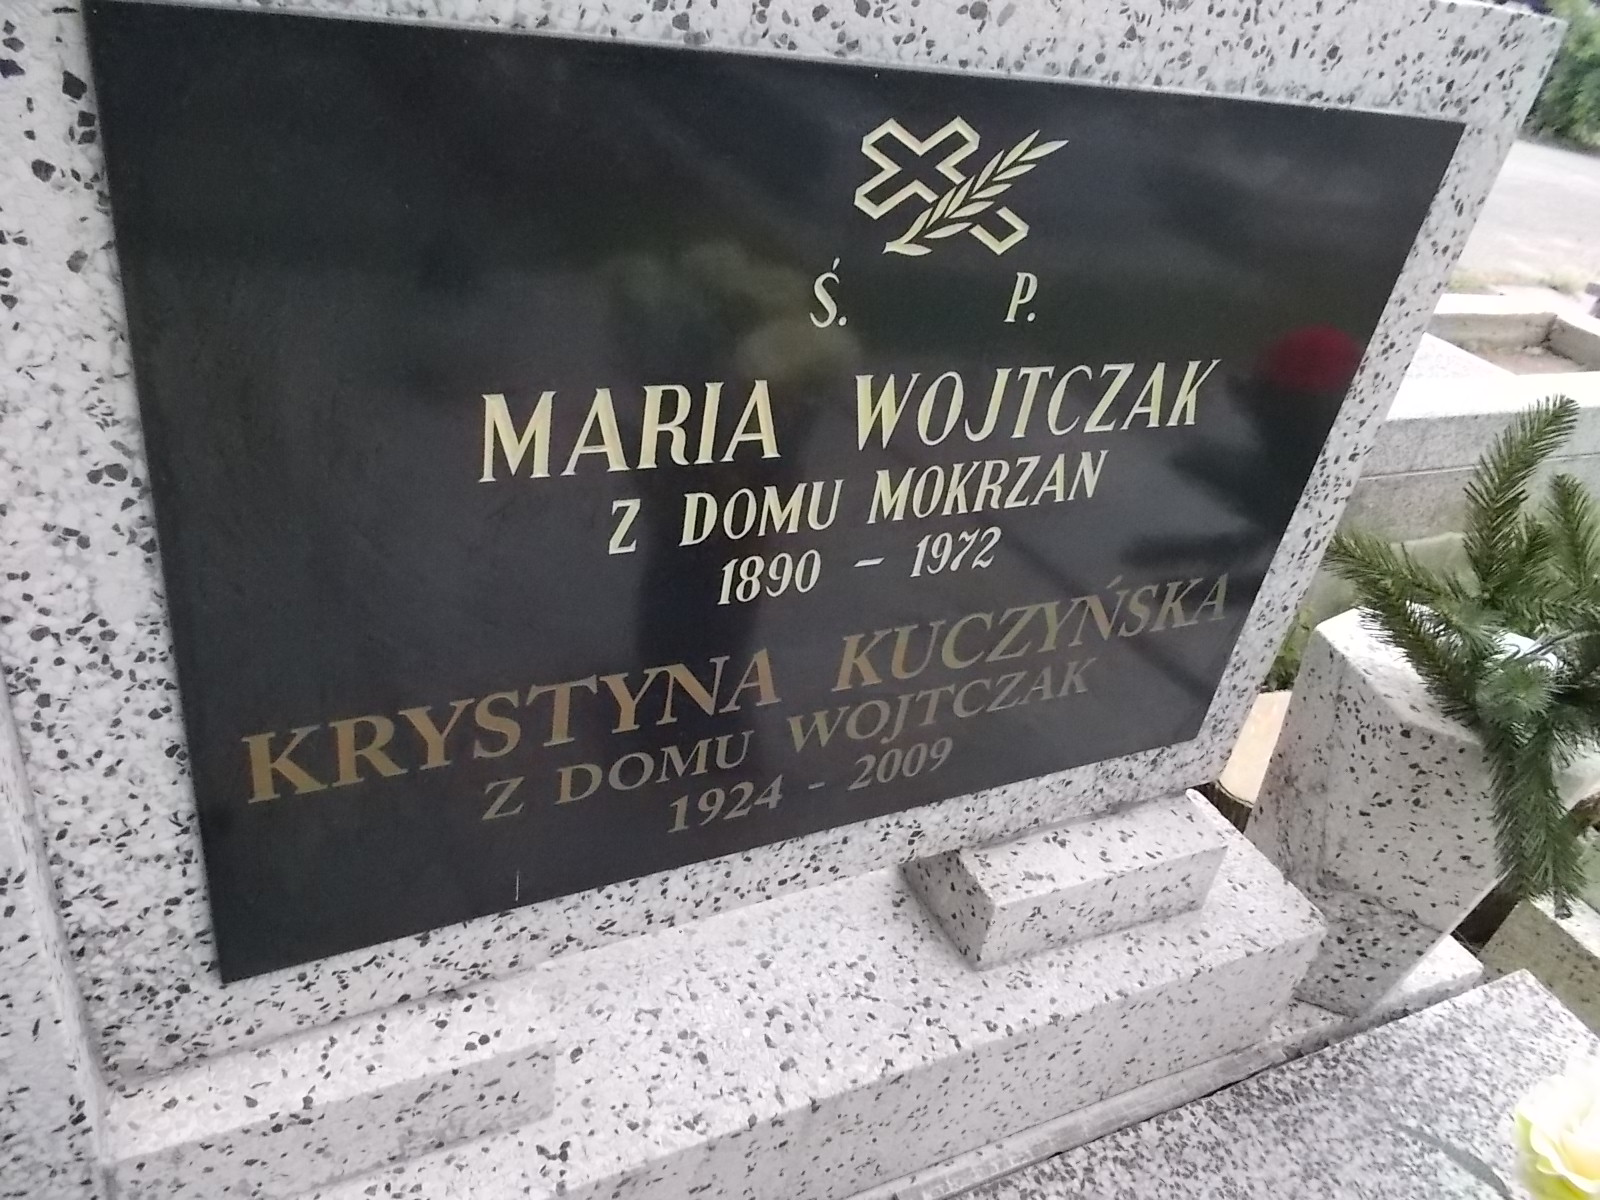 Ś. P.
MARIA WOJTCZAK
Z DOMU MOKRZAN
1890 - 1972
KRYSTYNA KUCZYŃSKA
Z DOMU WOJTCZAK
1924 - 2009